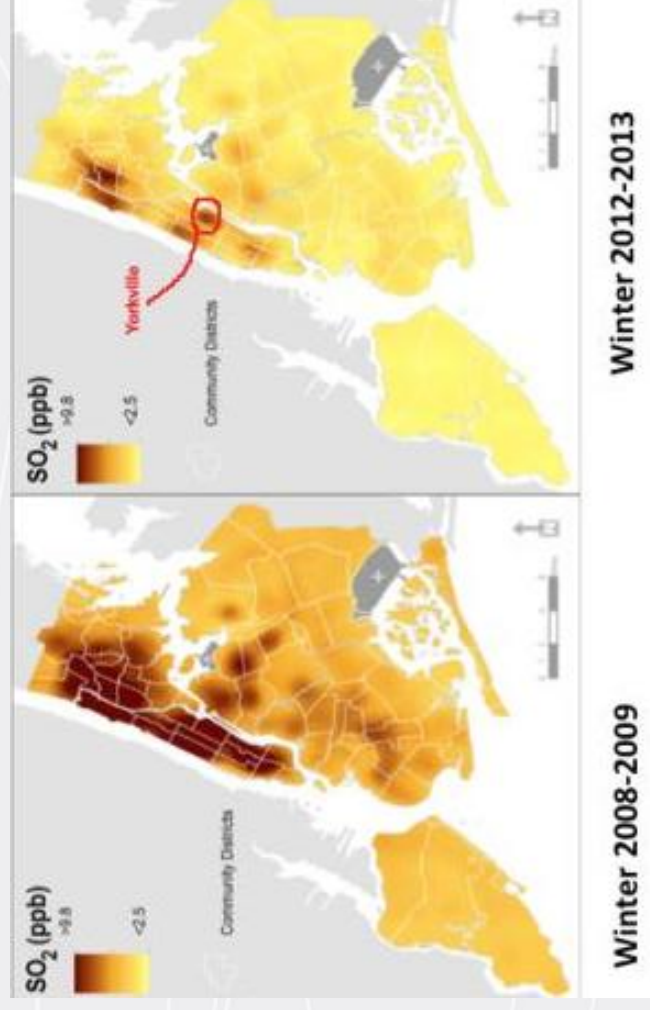 SO2 (ppb)
>9.8
<2.5
Community Districts
Winter 2008-2009
SO2 (ppb)
>9.8
<2.5
Yorkville
Community Districts
Winter 2012-2013